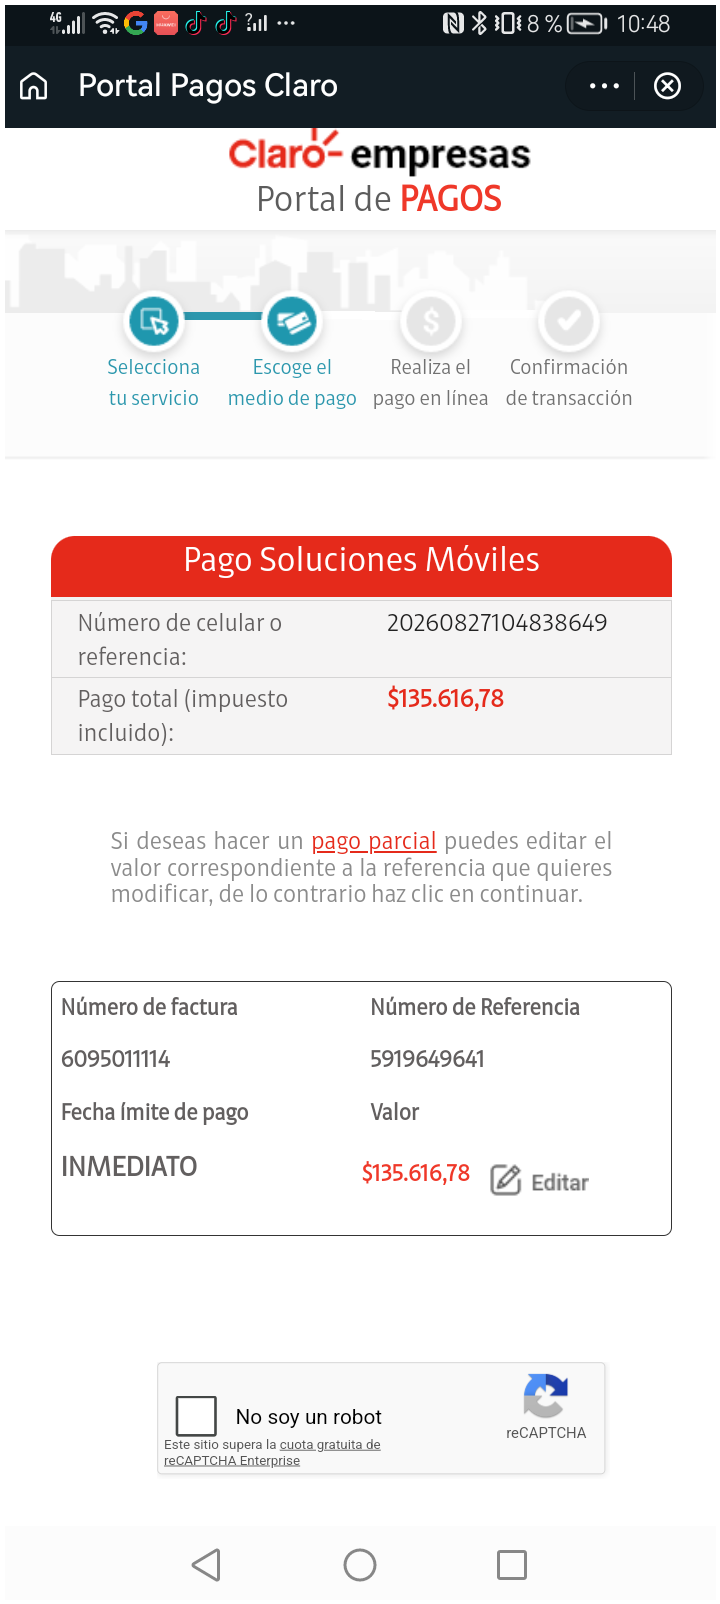 4G ? 8 % 10:48
Portal Pagos Claro
Claro empresas
Portal de PAGOS
Selecciona Escoge el Realiza el Confirmación
tu servicio medio de pago pago en línea de transacción
Pago Soluciones Móviles
Número de celular o 20260827104838649
referencia:
Pago total (impuesto $135.616,78
incluido):
Si deseas hacer un pago parcial puedes editar el
valor correspondiente a la referencia que quieres
modificar, de lo contrario haz clic en continuar.
Número de factura Número de Referencia
6095011114 5919649641
Fecha ímite de pago Valor
INMEDIATO $135.616,78 Editar
No soy un robot
reCAPTCHA
Este sitio supera la cuota gratuita de
reCAPTCHA Enterprise